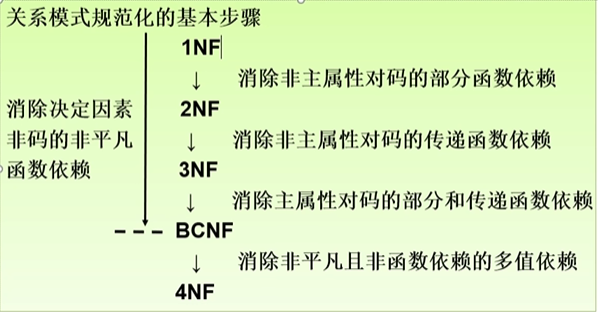 关系模式规范化的基本步骤
1NF
↓ 消除非主属性对码的部分函数依赖
消除决定因素
2NF
非码的非平凡
↓ 消除非主属性对码的传递函数依赖
函数依赖
3NF
↓ 消除主属性对码的部分和传递函数依赖
BCNF
↓ 消除非平凡且非函数依赖的多值依赖
4NF